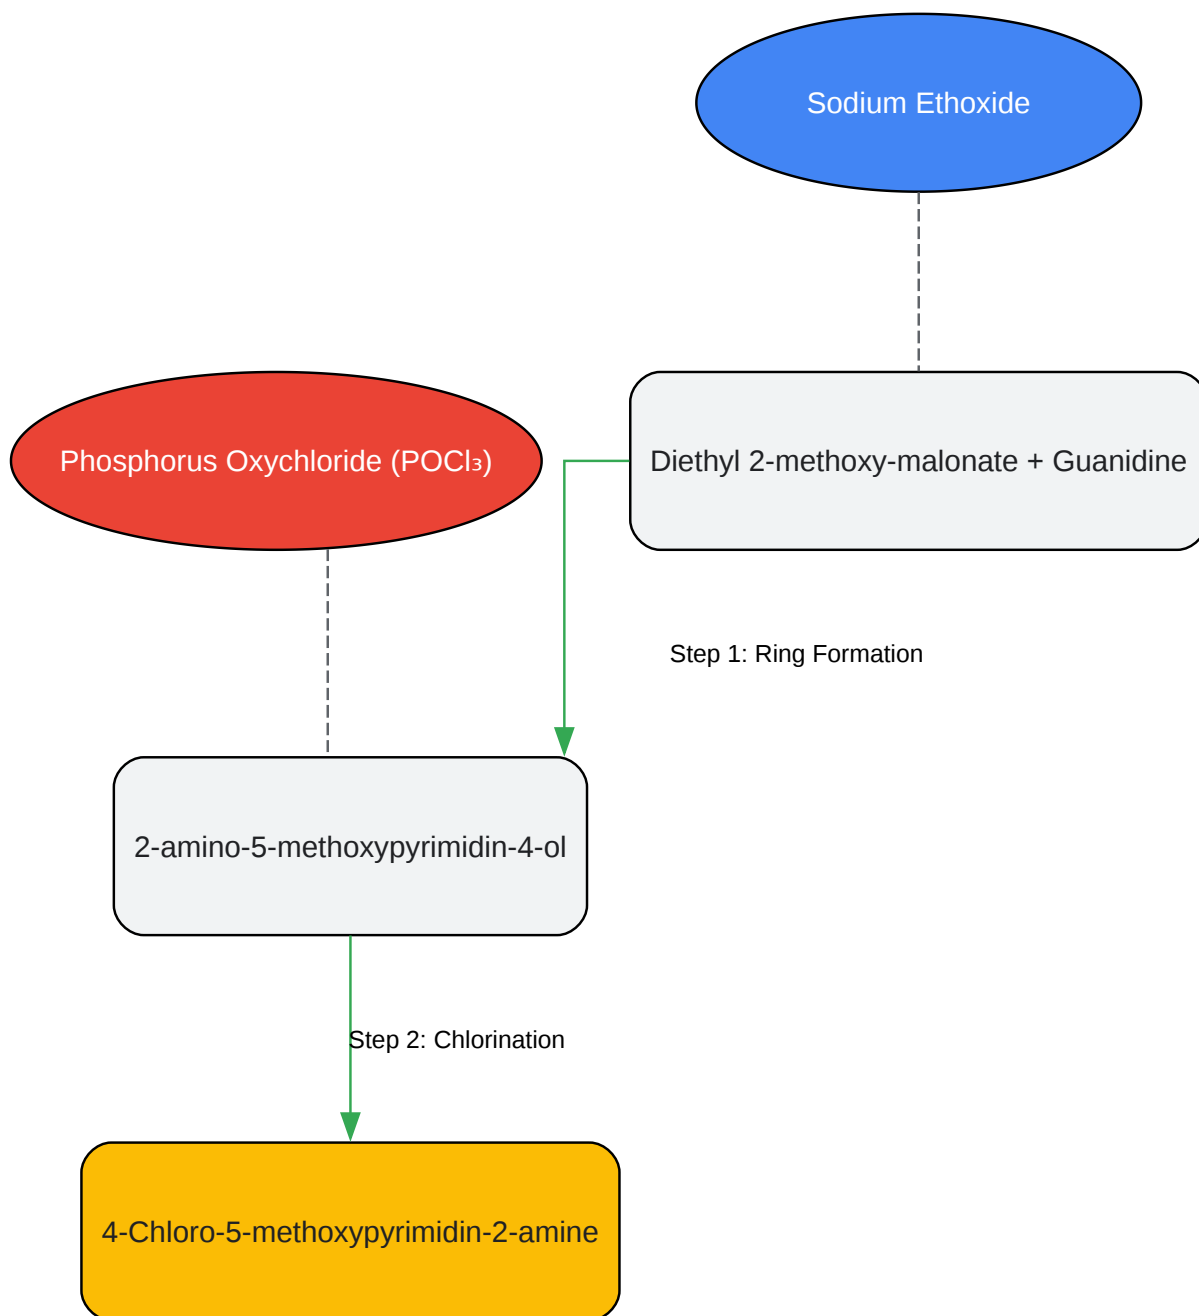 Sodium Ethoxide
Phosphorus Oxychloride (POCl₃)
Diethyl 2-methoxy-malonate + Guanidine
Step 1: Ring Formation
2-amino-5-methoxypyrimidin-4-ol
Step 2: Chlorination
4-Chloro-5-methoxypyrimidin-2-amine